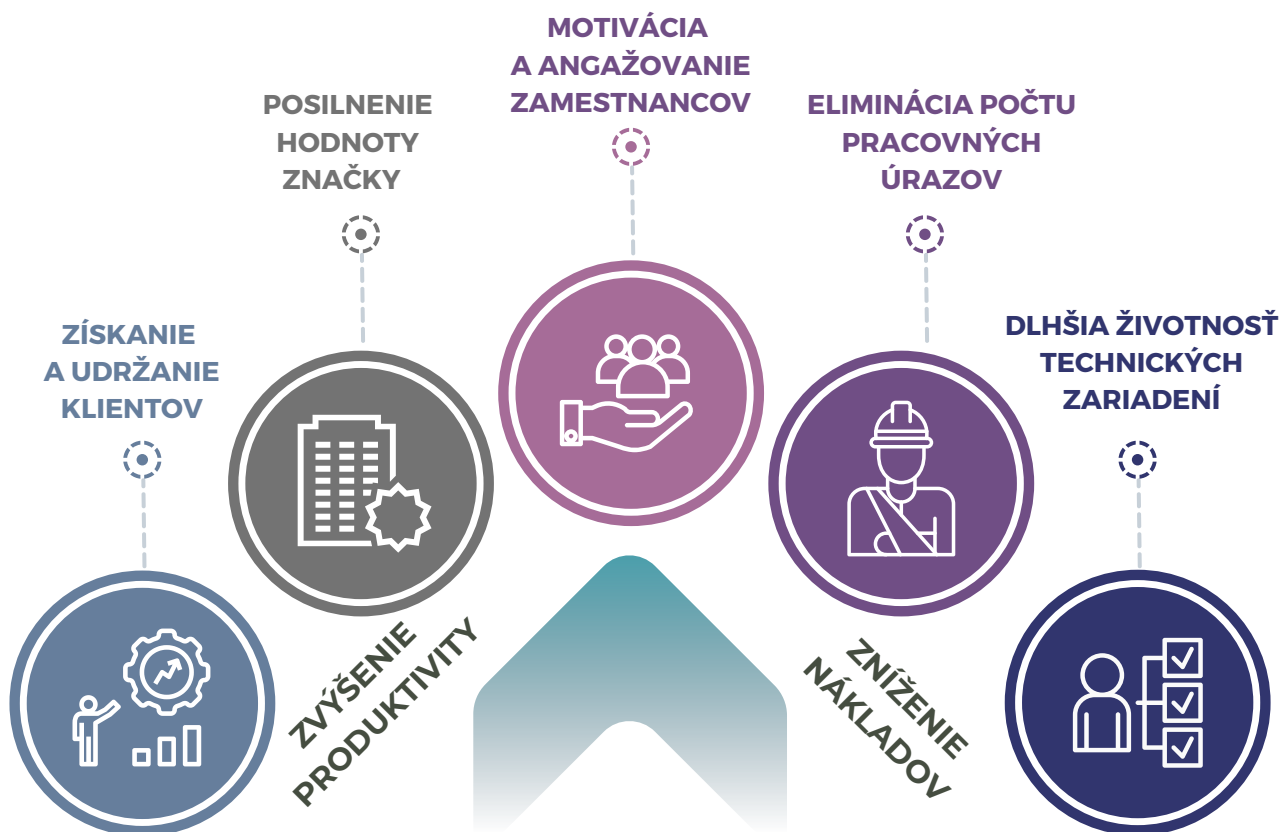 MOTIVÁCIA
A ANGAŽOVANIE
ZAMESTNANCOV
POSILNENIE
HODNOTY
ZNAČKY
ELIMINÁCIA POČTU
PRACOVNÝCH
ÚRAZOV
ZÍSKANIE
A UDRŽANIE
KLIENTOV
DLHŠIA ŽIVOTNOSŤ
TECHNICKÝCH
ZARIADENÍ
ZVÝŠENIE
PRODUKTIVITY
ZNÍŽENIE
NÁKLADOV